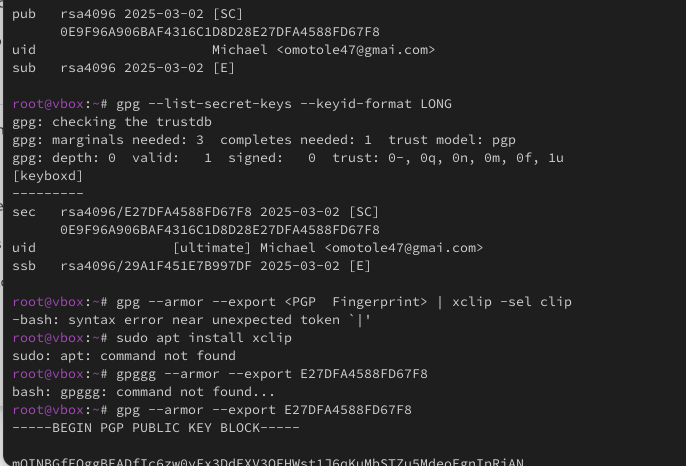 pub   rsa4096 2025-03-02 [SC]
      0E9F96A906BAF4316C1D8D28E27DFA4588FD67F8
uid                      Michael <omotole47@gmai.com>
sub   rsa4096 2025-03-02 [E]
root@vbox:~# gpg --list-secret-keys --keyid-format LONG
gpg: checking the trustdb
gpg: marginals needed: 3  completes needed: 1  trust model: pgp
gpg: depth: 0  valid:   1  signed:   0  trust: 0-, 0q, 0n, 0m, 0f, 1u
[keyboxd]
---------
sec   rsa4096/E27DFA4588FD67F8 2025-03-02 [SC]
      0E9F96A906BAF4316C1D8D28E27DFA4588FD67F8
uid                 [ultimate] Michael <omotole47@gmai.com>
ssb   rsa4096/29A1F451E7B997DF 2025-03-02 [E]
root@vbox:~# gpg --armor --export <PGP  Fingerprint> | xclip -sel clip
-bash: syntax error near unexpected token `|'
root@vbox:~# sudo apt install xclip
sudo: apt: command not found
root@vbox:~# gpggg --armor --export E27DFA4588FD67F8
bash: gpggg: command not found...
root@vbox:~# gpg --armor --export E27DFA4588FD67F8
-----BEGIN PGP PUBLIC KEY BLOCK-----